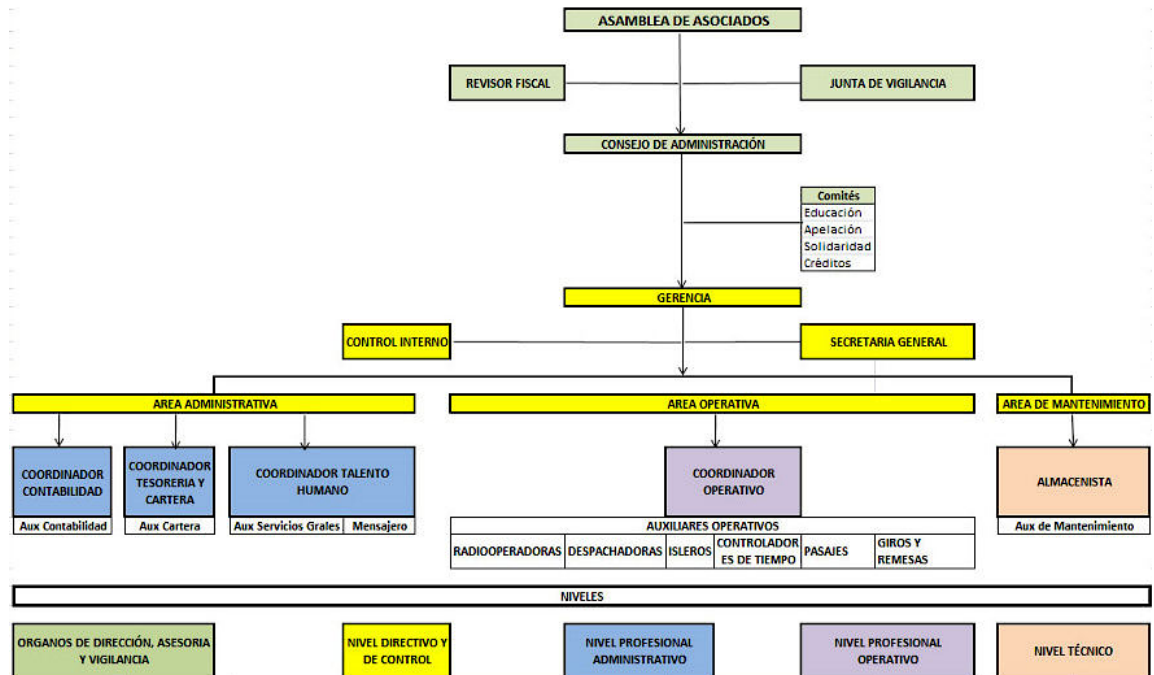 ASAMBLEA DE ASOCIADOS
REVISOR FISCAL
JUNTA DE VIGILANCIA
CONSEJO DE ADMINISTRACIÓN
Comités
Educación
Apelación
Solidaridad
Créditos
GERENCIA
CONTROL INTERNO
SECRETARIA GENERAL
AREA ADMINISTRATIVA
AREA OPERATIVA
AREA DE MANTENIMIENTO
COORDINADOR
CONTABILIDAD
COORDINADOR
TESORERIA Y
CARTERA
COORDINADOR TALENTO
HUMANO
COORDINADOR
OPERATIVO
ALMACENISTA
Aux Contabilidad
Aux Cartera
Aux Servicios Grales
Mensajero
AUXILIARES OPERATIVOS
Aux de Mantenimiento
RADIOOPERADORAS
DESPACHADORAS
ISLEROS
CONTROLADOR
ES DE TIEMPO
PASAJES
GIROS Y
REMESAS
NIVELES
ORGANOS DE DIRECCIÓN, ASESORIA
Y VIGILANCIA
NIVEL DIRECTIVO Y
DE CONTROL
NIVEL PROFESIONAL
ADMINISTRATIVO
NIVEL PROFESIONAL
OPERATIVO
NIVEL TÉCNICO